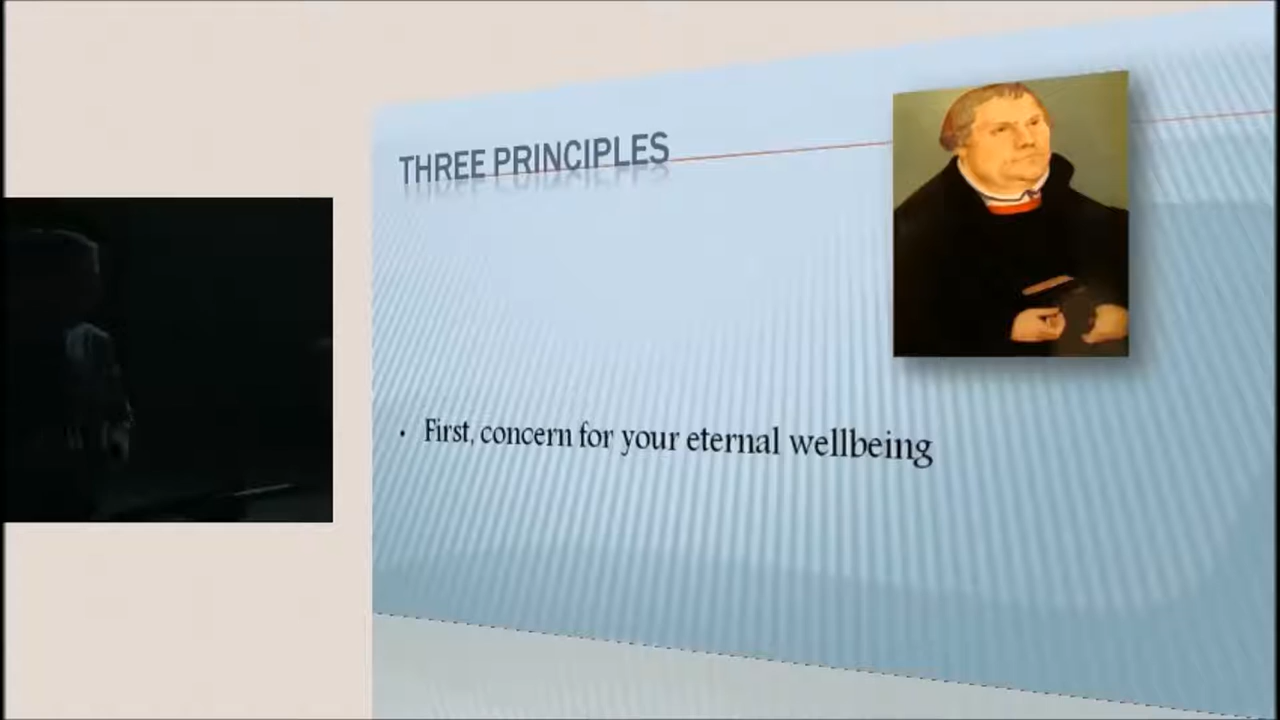 THREE PRINCIPLES
• First, concern for your eternal wellbeing